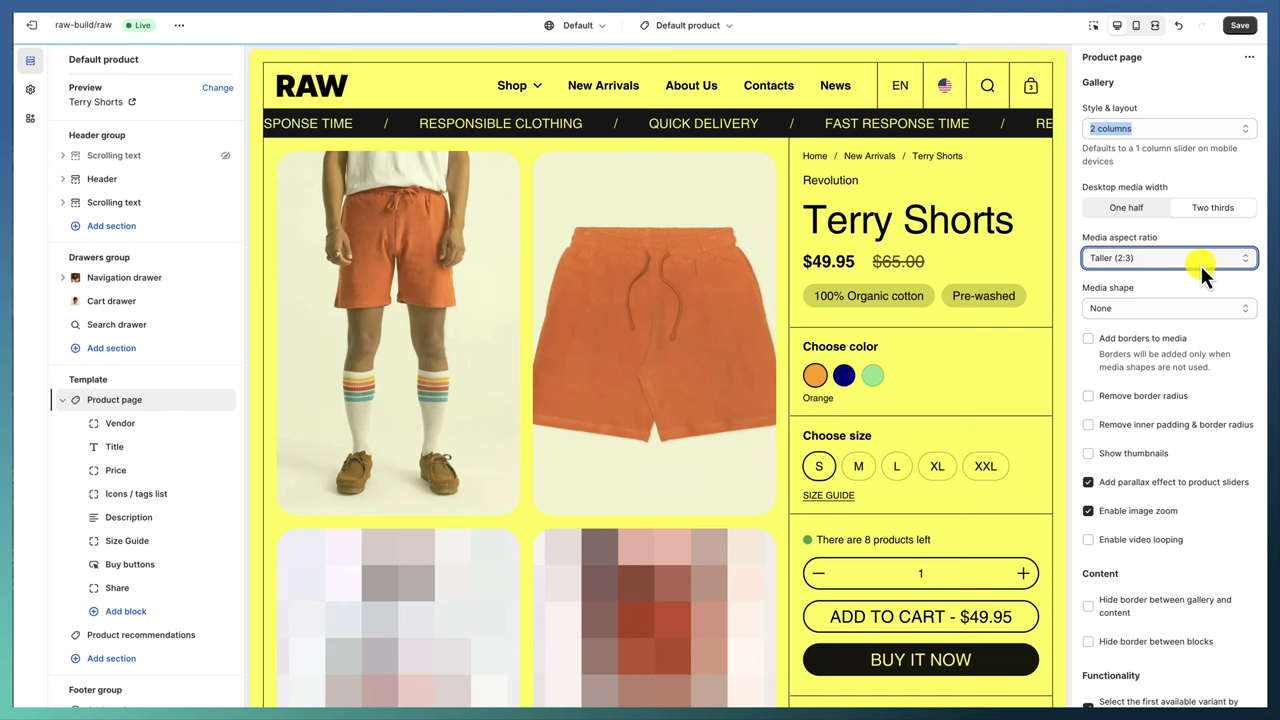 raw-build/raw
Live
Default
Default product
Save
Default product
Preview
Change
Terry Shorts
Header group
Scrolling text
Header
Scrolling text
Add section
Drawers group
Navigation drawer
Cart drawer
Search drawer
Add section
Template
Product page
Vendor
Title
Price
Icons / tags list
Description
Size Guide
Buy buttons
Share
Add block
Product recommendations
Add section
Footer group
RAW
Shop
New Arrivals
About Us
Contacts
News
EN
3
SPONSE TIME / RESPONSIBLE CLOTHING / QUICK DELIVERY / FAST RESPONSE TIME / RE
Home / New Arrivals / Terry Shorts
Revolution
Terry Shorts
$49.95 $65.00
100% Organic cotton
Pre-washed
Choose color
Orange
Choose size
S
M
L
XL
XXL
SIZE GUIDE
There are 8 products left
1
ADD TO CART - $49.95
BUY IT NOW
Product page
Gallery
Style & layout
2 columns
Defaults to a 1 column slider on mobile
devices
Desktop media width
One half
Two thirds
Media aspect ratio
Taller (2:3)
Media shape
None
Add borders to media
Borders will be added only when
media shapes are not used.
Remove border radius
Remove inner padding & border radius
Show thumbnails
Add parallax effect to product sliders
Enable image zoom
Enable video looping
Content
Hide border between gallery and
content
Hide border between blocks
Functionality
Select the first available variant by